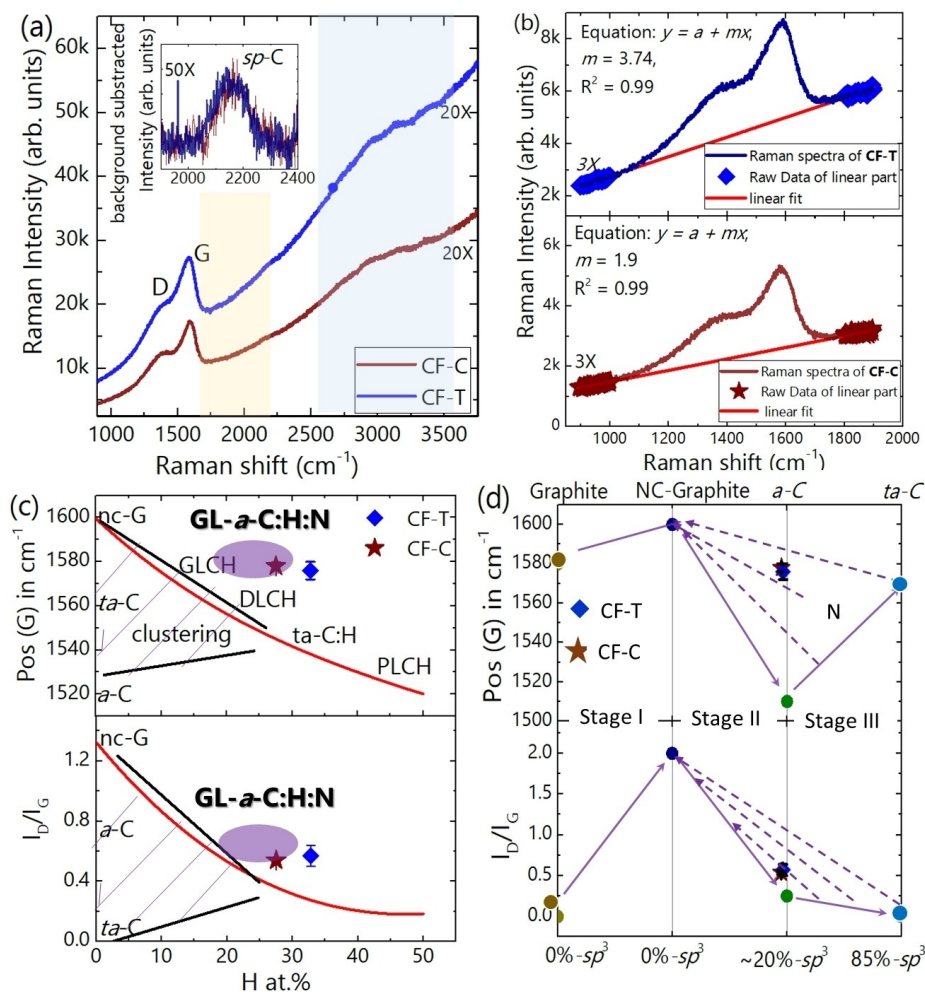 (a)
60k
50k
40k
30k
20k
10k
Raman Intensity (arb. units)
background substracted
Intensity (arb. units)
50X
sp-C
2000
2200
2400
20X
20X
D
G
CF-C
CF-T
1000
1500
2000
2500
3000
3500
Raman shift (cm⁻¹)
(b)
Raman Intensity (arb. units)
8k
6k
4k
2k
Equation: y = a + mx,
m = 3.74,
R² = 0.99
3X
Raman spectra of CF-T
Raw Data of linear part
linear fit
6k
4k
2k
0
Equation: y = a + mx,
m = 1.9
R² = 0.99
3X
Raman spectra of CF-C
Raw Data of linear part
linear fit
1000
1200
1400
1600
1800
2000
Raman shift (cm⁻¹)
(c)
Pos (G) in cm⁻¹
1600
1580
1560
1540
1520
nc-G
GL-a-C:H:N
CF-T
CF-C
GLCH
ta-C
DLCH
clustering
ta-C:H
PLCH
a-C
I_D/I_G
1.2
0.8
0.4
0.0
nc-G
GL-a-C:H:N
a-C
ta-C
0
10
20
30
40
50
H at.%
(d)
Graphite
NC-Graphite
a-C
ta-C
Pos (G) in cm⁻¹
1600
1580
1560
1540
1520
1500
CF-T
CF-C
N
Stage I
Stage II
Stage III
I_D/I_G
2.0
1.5
1.0
0.5
0.0
0%-sp³
0%-sp³
~20%-sp³
85%-sp³